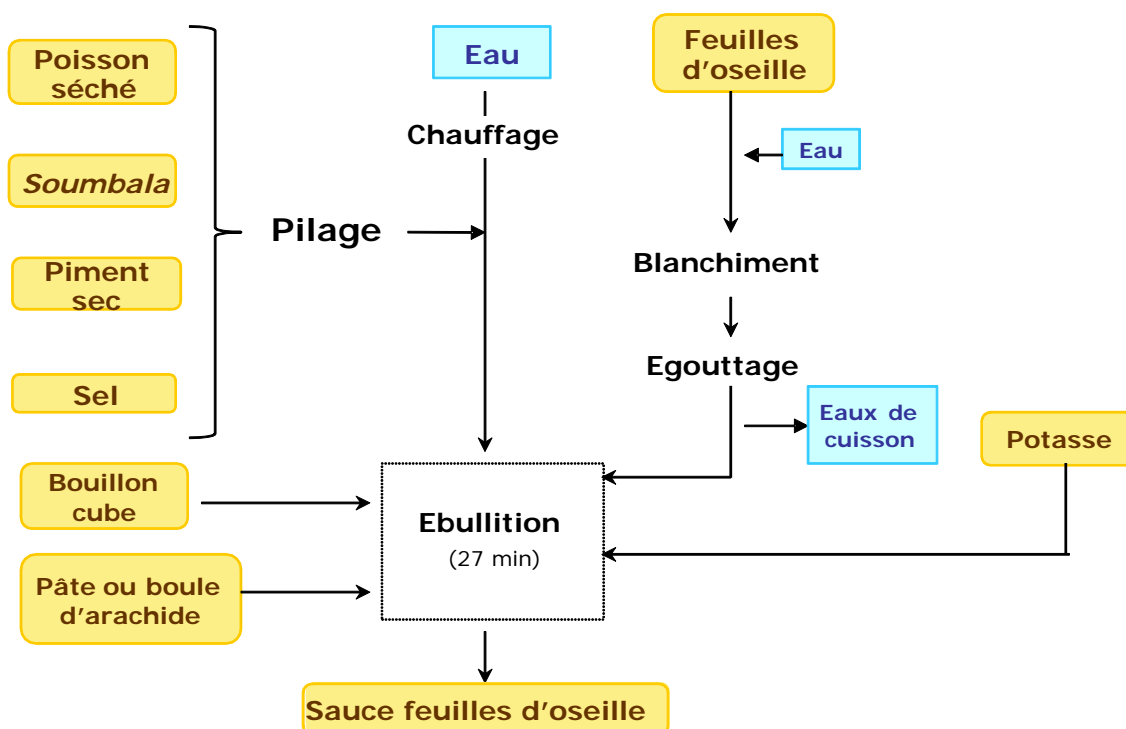 Poisson
séché
Soumbala
Piment
sec
Sel
Pilage
Eau
Chauffage
Feuilles
d'oseille
Eau
Blanchiment
Egouttage
Eaux de
cuisson
Potasse
Bouillon
cube
Pâte ou boule
d'arachide
Ebullition
(27 min)
Sauce feuilles d'oseille